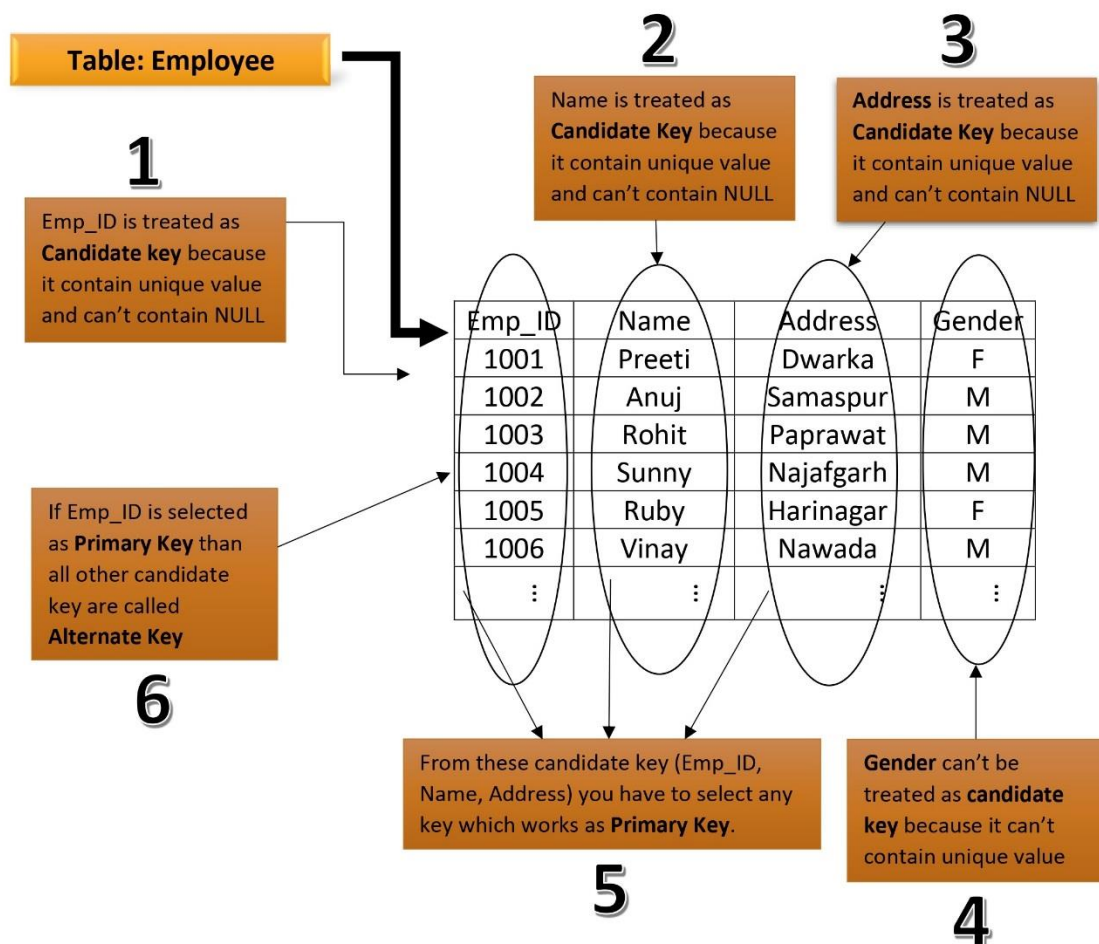 Table: Employee
1
Emp_ID is treated as
Candidate key because
it contain unique value
and can't contain NULL
2
Name is treated as
Candidate Key because
it contain unique value
and can't contain NULL
3
Address is treated as
Candidate Key because
it contain unique value
and can't contain NULL
Emp_ID Name Address Gender
1001 Preeti Dwarka F
1002 Anuj Samaspur M
1003 Rohit Paprawat M
1004 Sunny Najafgarh M
1005 Ruby Harinagar F
1006 Vinay Nawada M
⋮ ⋮ ⋮ ⋮
If Emp_ID is selected
as Primary Key than
all other candidate
key are called
Alternate Key
6
From these candidate key (Emp_ID,
Name, Address) you have to select any
key which works as Primary Key.
5
Gender can't be
treated as candidate
key because it can't
contain unique value
4